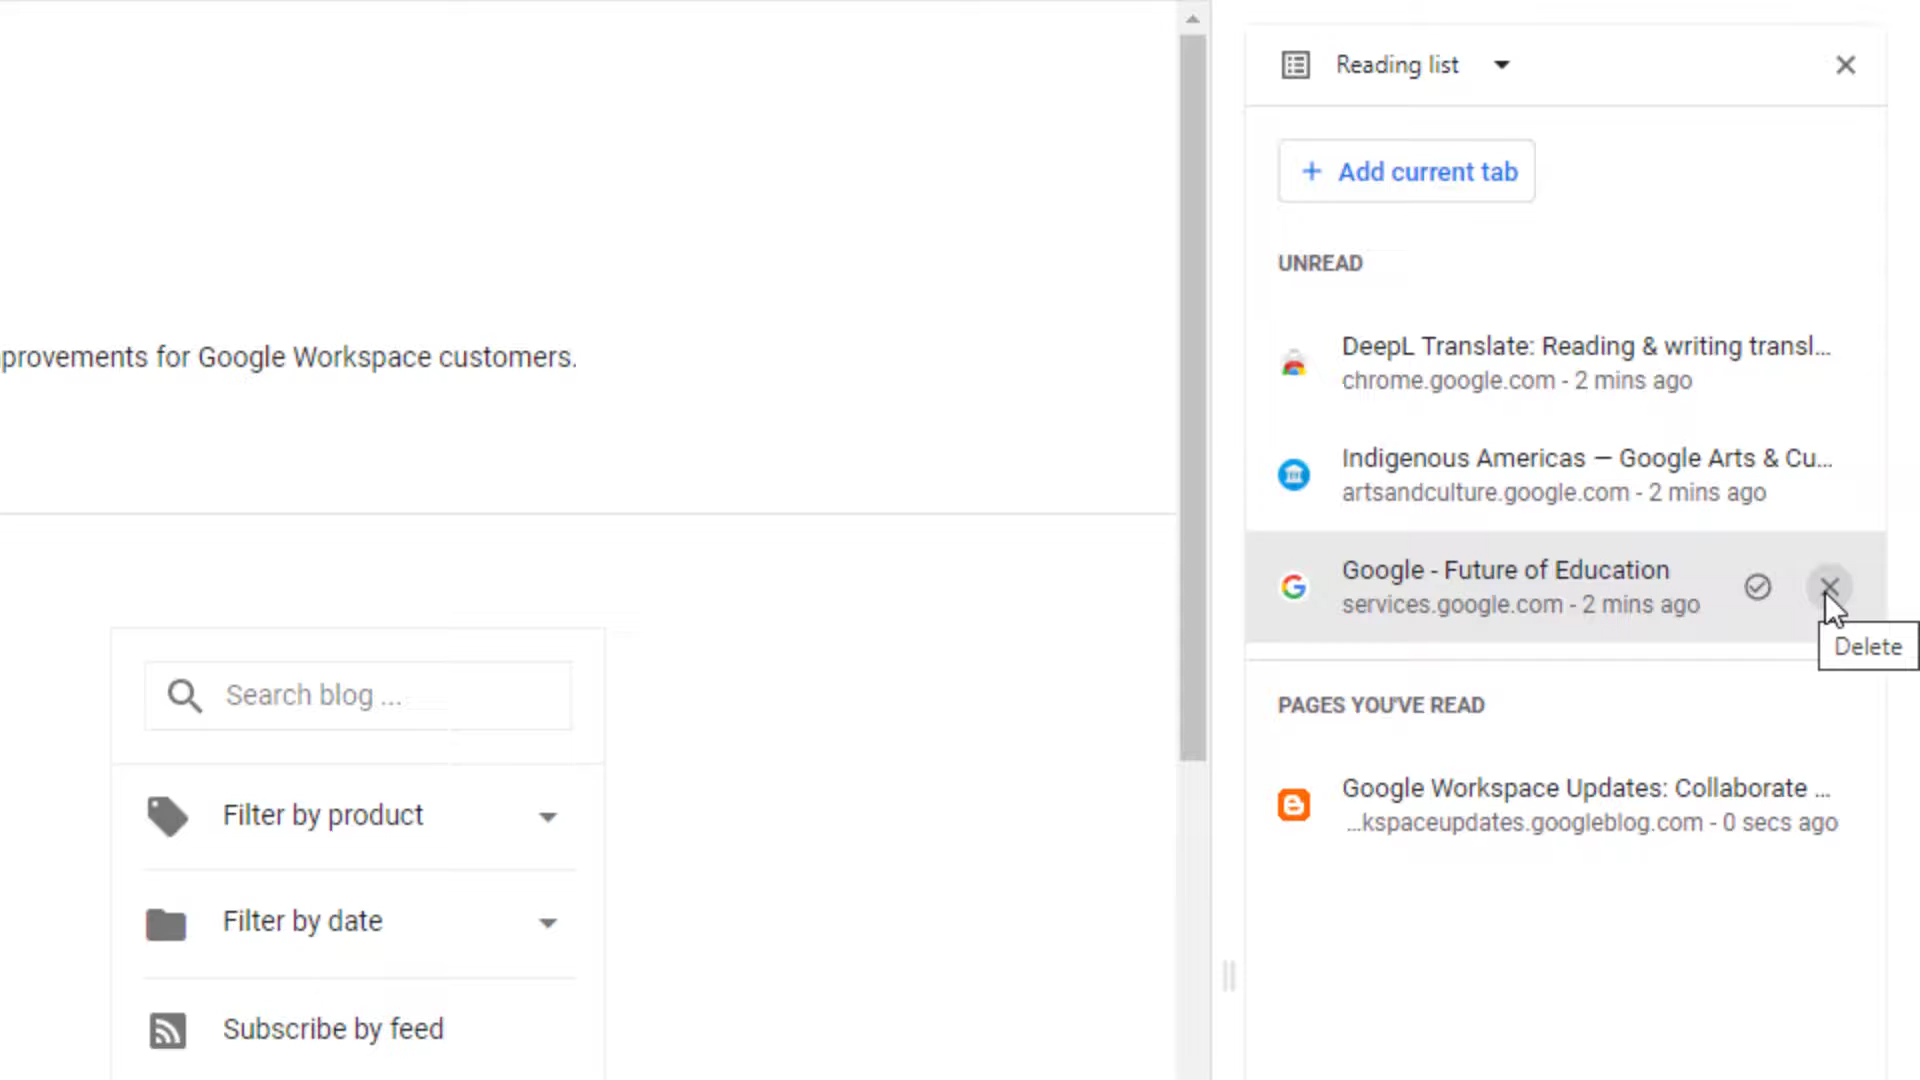 provements for Google Workspace customers.
Search blog ...
Filter by product
Filter by date
Subscribe by feed
Reading list
+ Add current tab
UNREAD
DeepL Translate: Reading & writing transl...
chrome.google.com - 2 mins ago
Indigenous Americas — Google Arts & Cu...
artsandculture.google.com - 2 mins ago
Google - Future of Education
services.google.com - 2 mins ago
Delete
PAGES YOU'VE READ
Google Workspace Updates: Collaborate ...
...kspaceupdates.googleblog.com - 0 secs ago